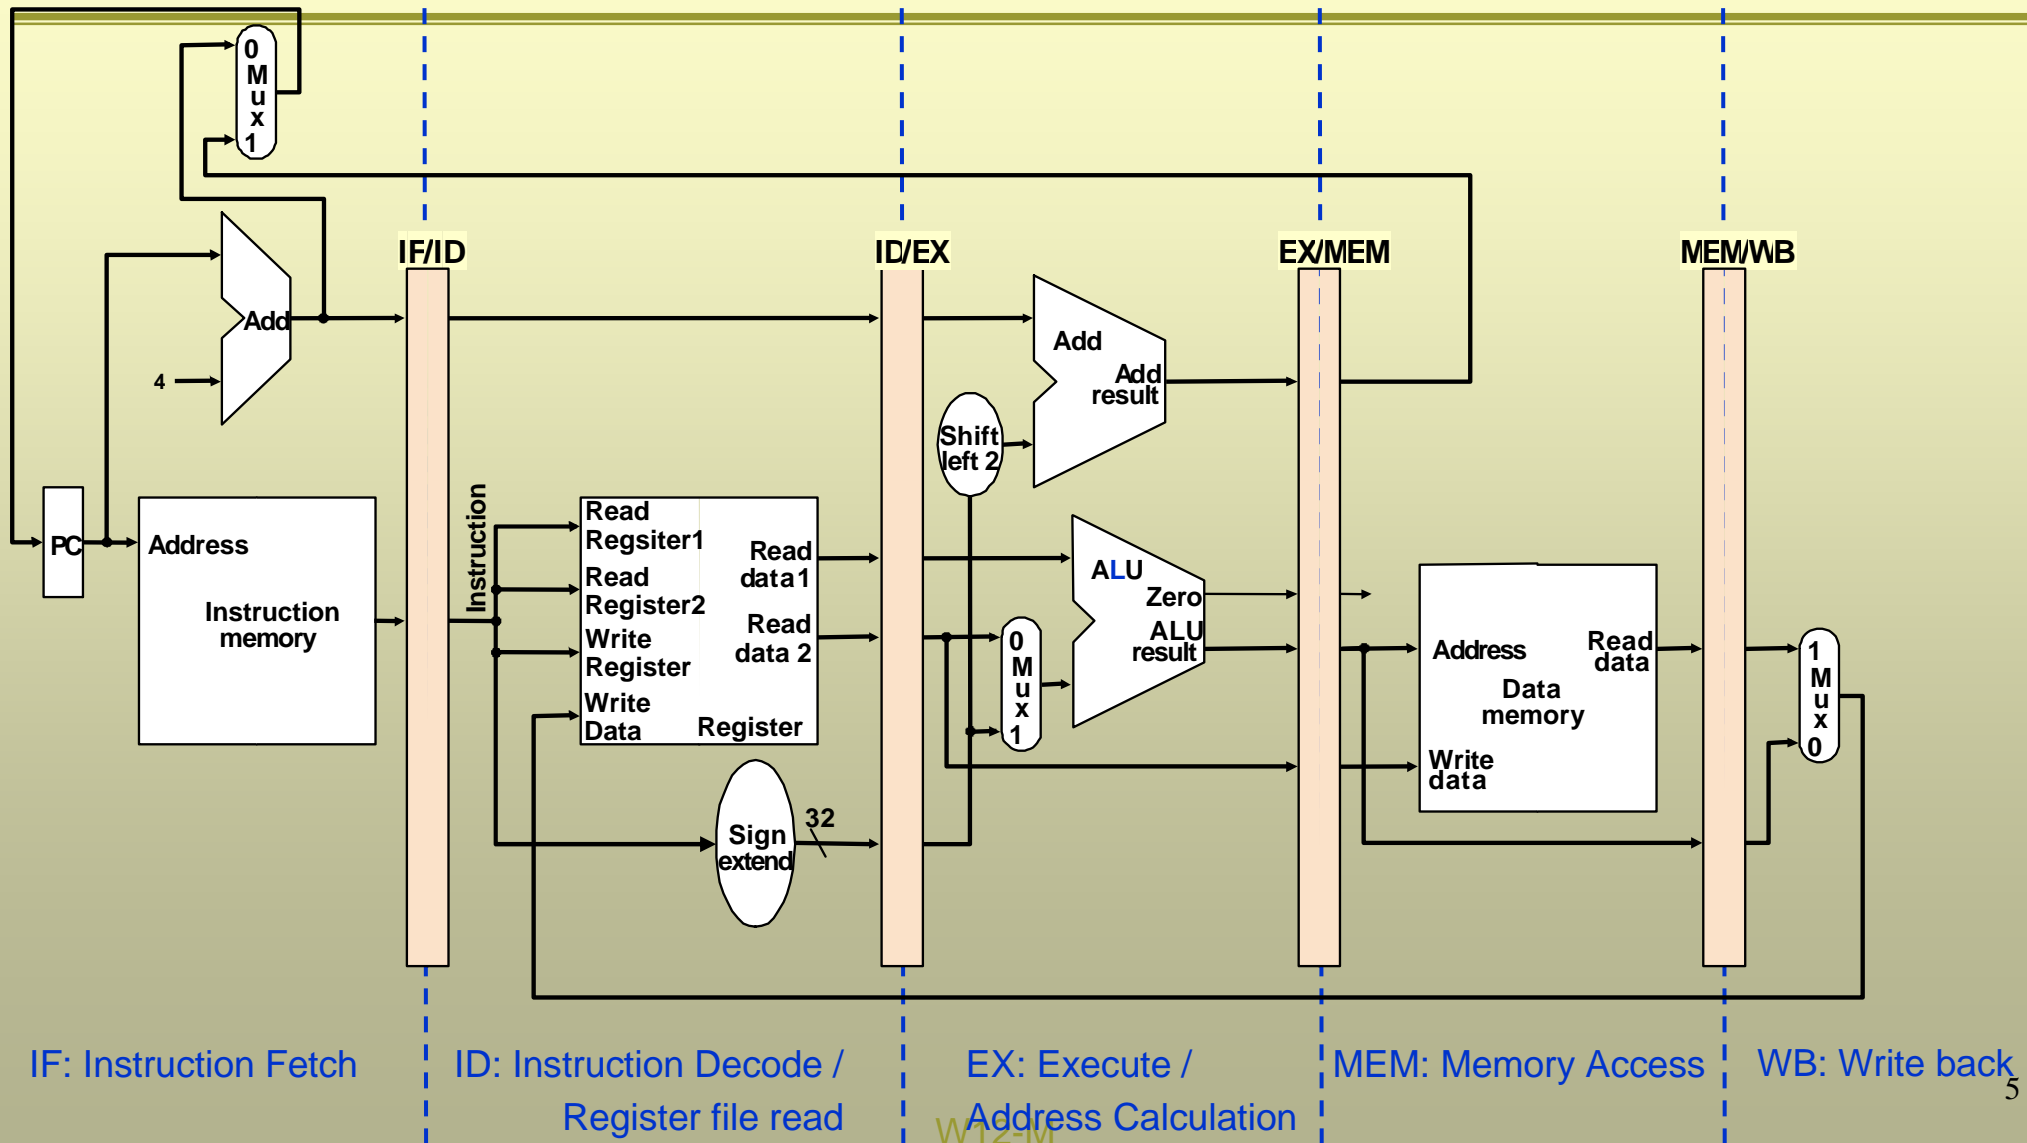 0
M
u
x
1
IF/ID
ID/EX
EX/MEM
MEM/WB
Add
4
Add
Add
result
Shift
left 2
PC
Address
Instruction
memory
Instruction
Read
Regsiter1
Read
Register2
Write
Register
Write
Data
Read
data1
Read
data 2
Register
Sign
extend
32
0
M
u
x
1
ALU
Zero
ALU
result
Address
Read
data
Data
memory
Write
data
1
M
u
x
0
IF: Instruction Fetch
ID: Instruction Decode /
Register file read
EX: Execute /
Address Calculation
MEM: Memory Access
WB: Write back
W12-M
5